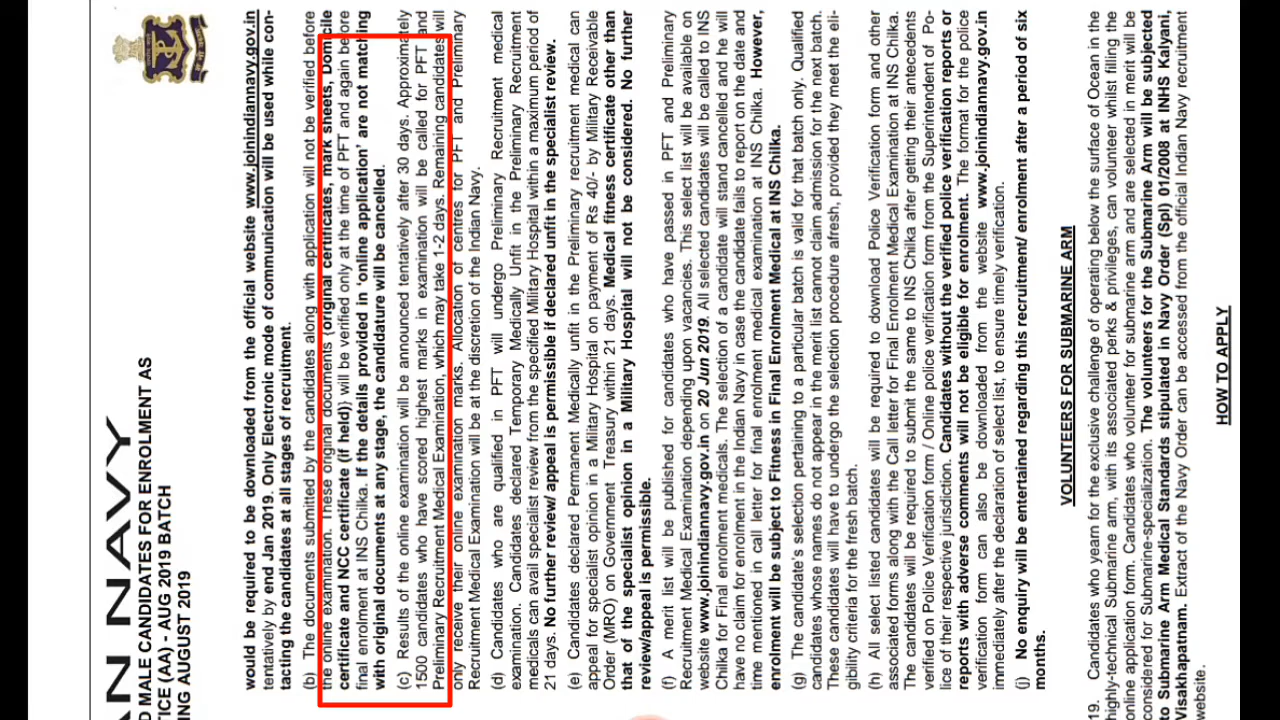 AN NAVY
D MALE CANDIDATES FOR ENROLMENT AS
TICE (AA) - AUG 2019 BATCH
ING AUGUST 2019
would be required to be downloaded from the official website www.joinindiannavy.gov.in
tentatively by end Jan 2019. Only Electronic mode of communication will be used while con-
tacting the candidates at all stages of recruitment.
(b) The documents submitted by the candidates along with application will not be verified before
the online examination. These original documents (original certificates, mark sheets, Domicile
certificate and NCC certificate (if held)) will be verified only at the time of PFT and again before
final enrolment at INS Chilka. If the details provided in 'online application' are not matching
with original documents at any stage, the candidature will be cancelled.
(c) Results of the online examination will be announced tentatively after 30 days. Approximately
1500 candidates who have scored highest marks in examination will be called for PFT and
Preliminary Recruitment Medical Examination, which may take 1-2 days. Remaining candidates will
only receive their online examination marks. Allocation of centres for PFT and Preliminary
Recruitment Medical Examination will be at the discretion of the Indian Navy.
(d) Candidates who are qualified in PFT will undergo Preliminary Recruitment medical
examination. Candidates declared Temporary Medically Unfit in the Preliminary Recruitment
medicals can avail specialist review from the specified Military Hospital within a maximum period of
21 days. No further review/ appeal is permissible if declared unfit in the specialist review.
(e) Candidates declared Permanent Medically unfit in the Preliminary recruitment medical can
appeal for specialist opinion in a Military Hospital on payment of Rs 40/- by Military Receivable
Order (MRO) on Government Treasury within 21 days. Medical fitness certificate other than
that of the specialist opinion in a Military Hospital will not be considered. No further
review/appeal is permissible.
(f) A merit list will be published for candidates who have passed in PFT and Preliminary
Recruitment Medical Examination depending upon vacancies. This select list will be available on
website www.joinindiannavy.gov.in on 20 Jun 2019. All selected candidates will be called to INS
Chilka for Final enrolment medicals. The selection of a candidate will stand cancelled and he will
have no claim for enrolment in the Indian Navy in case the candidate fails to report on the date and
time mentioned in call letter for final enrolment medical examination at INS Chilka. However,
enrolment will be subject to Fitness in Final Enrolment Medical at INS Chilka.
(g) The candidate's selection pertaining to a particular batch is valid for that batch only. Qualified
candidates whose names do not appear in the merit list cannot claim admission for the next batch.
These candidates will have to undergo the selection procedure afresh, provided they meet the eli-
gibility criteria for the fresh batch.
(h) All select listed candidates will be required to download Police Verification form and other
associated forms along with the Call letter for Final Enrolment Medical Examination at INS Chilka.
The candidates will be required to submit the same to INS Chilka after getting their antecedents
verified on Police Verification form / Online police verification form from the Superintendent of Po-
lice of their respective jurisdiction. Candidates without the verified police verification reports or
reports with adverse comments will not be eligible for enrolment. The format for the police
verification form can also be downloaded from the website www.joinindiannavy.gov.in
immediately after the declaration of select list, to ensure timely verification.
(j) No enquiry will be entertained regarding this recruitment/ enrolment after a period of six
months.
VOLUNTEERS FOR SUBMARINE ARM
19. Candidates who yearn for the exclusive challenge of operating below the surface of Ocean in the
highly-technical Submarine arm, with its associated perks & privileges, can volunteer whilst filling the
online application form. Candidates who volunteer for submarine arm and are selected in merit will be
considered for Submarine-specialization. The volunteers for the Submarine Arm will be subjected
to Submarine Arm Medical Standards stipulated in Navy Order (Spl) 01/2008 at INHS Kalyani,
Visakhapatnam. Extract of the Navy Order can be accessed from the official Indian Navy recruitment
website.
HOW TO APPLY